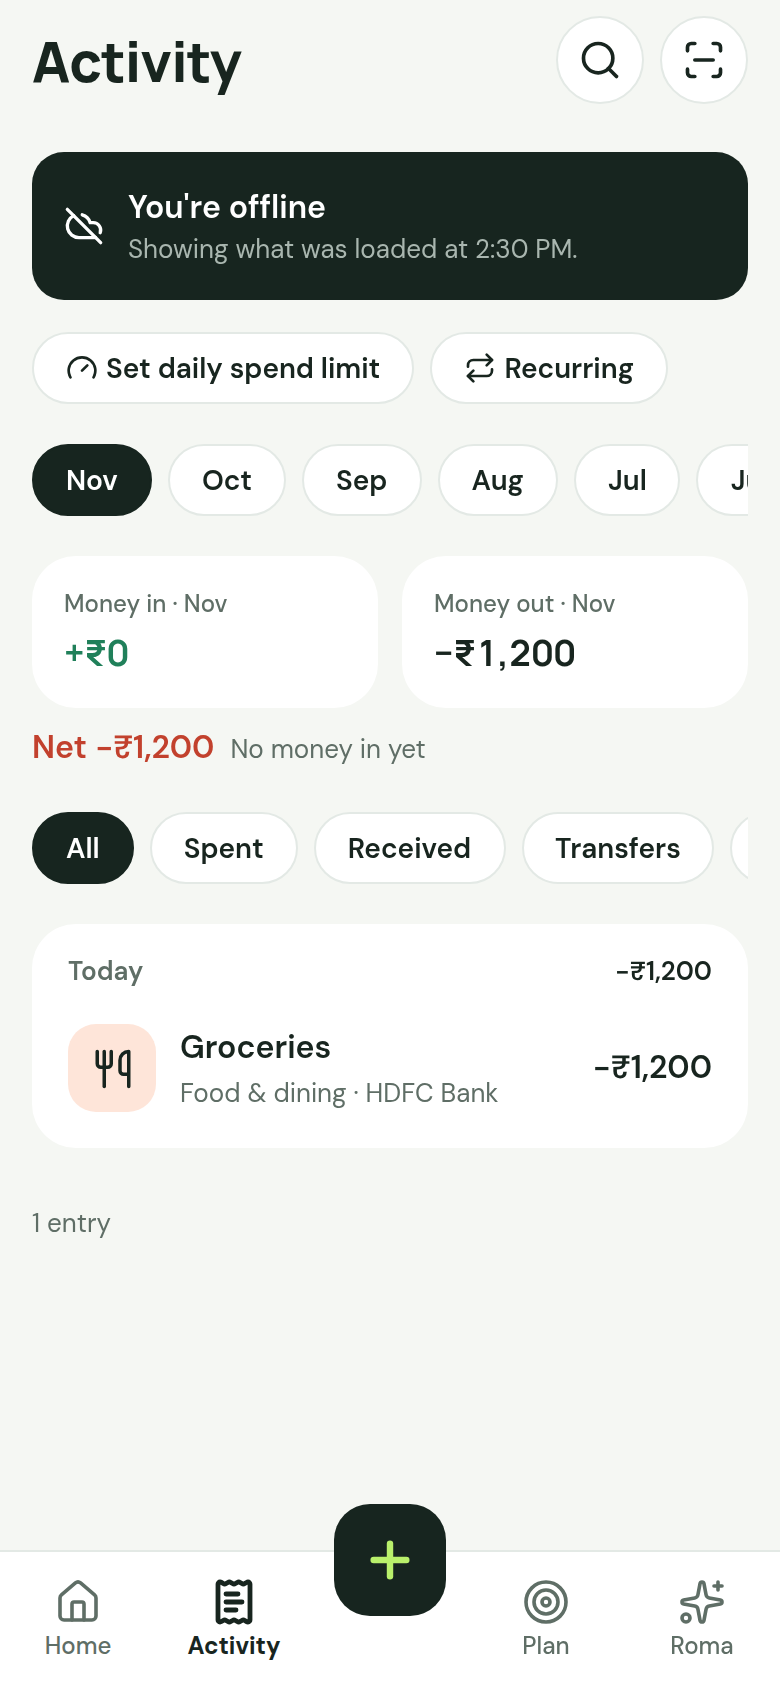 Activity
You're offline
Showing what was loaded at 2:30 PM.
Set daily spend limit
Recurring
Nov
Oct
Sep
Aug
Jul
Money in · Nov
+₹0
Money out · Nov
−₹1,200
Net −₹1,200 No money in yet
All
Spent
Received
Transfers
Today
−₹1,200
Groceries
−₹1,200
Food & dining · HDFC Bank
1 entry
Home
Activity
Plan
Roma